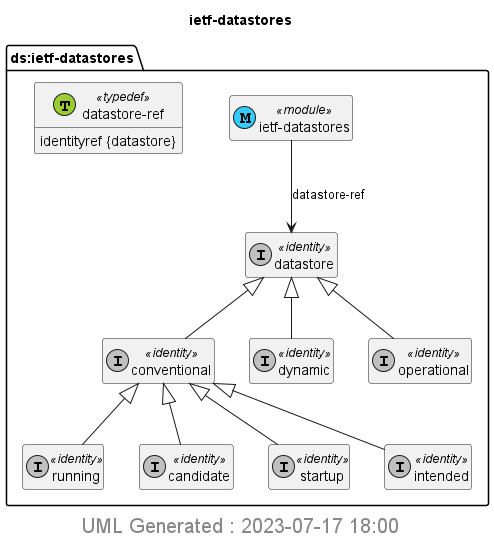 ietf-datastores
ds:ietf-datastores
T «typedef»
datastore-ref
identityref {datastore}
M «module»
ietf-datastores
datastore-ref
I «identity»
datastore
I «identity»
conventional
I «identity»
dynamic
I «identity»
operational
I «identity»
running
I «identity»
candidate
I «identity»
startup
I «identity»
intended
UML Generated : 2023-07-17 18:00